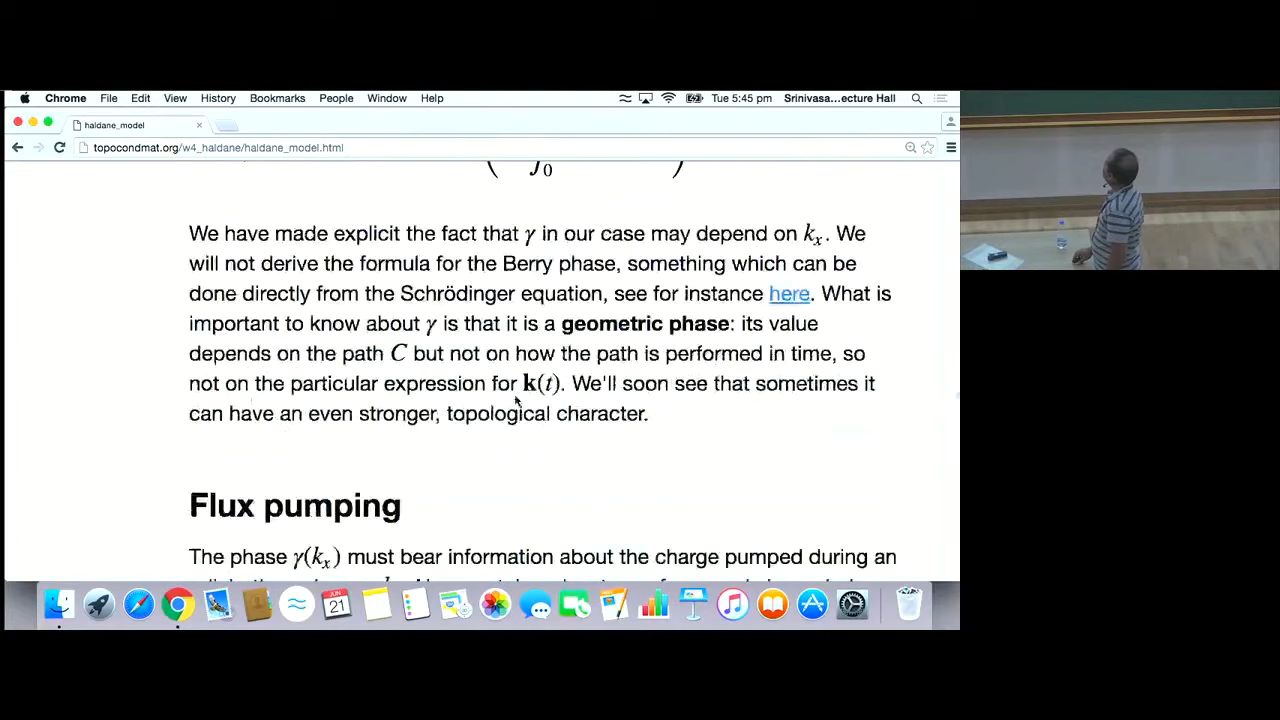 Chrome File Edit View History Bookmarks People Window Help Tue 5:45 pm Srinivasa...ecture Hall
haldane_model
topocondmat.org/w4_haldane/haldane_model.html
We have made explicit the fact that γ in our case may depend on kₓ. We
will not derive the formula for the Berry phase, something which can be
done directly from the Schrödinger equation, see for instance here. What is
important to know about γ is that it is a geometric phase: its value
depends on the path C but not on how the path is performed in time, so
not on the particular expression for k(t). We'll soon see that sometimes it
can have an even stronger, topological character.
Flux pumping
The phase γ(kₓ) must bear information about the charge pumped during an
JUN
21